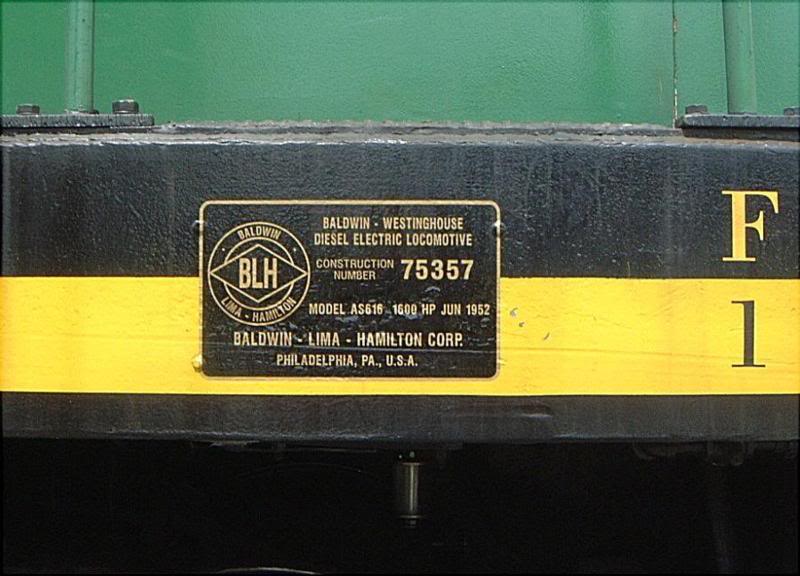 BALDWIN - WESTINGHOUSE
DIESEL ELECTRIC LOCOMOTIVE
BALDWIN
BLH
LIMA - HAMILTON
CONSTRUCTION
NUMBER
75357
MODEL AS616 1600 HP JUN 1952
BALDWIN - LIMA - HAMILTON CORP.
PHILADELPHIA, PA., U.S.A.
F
1